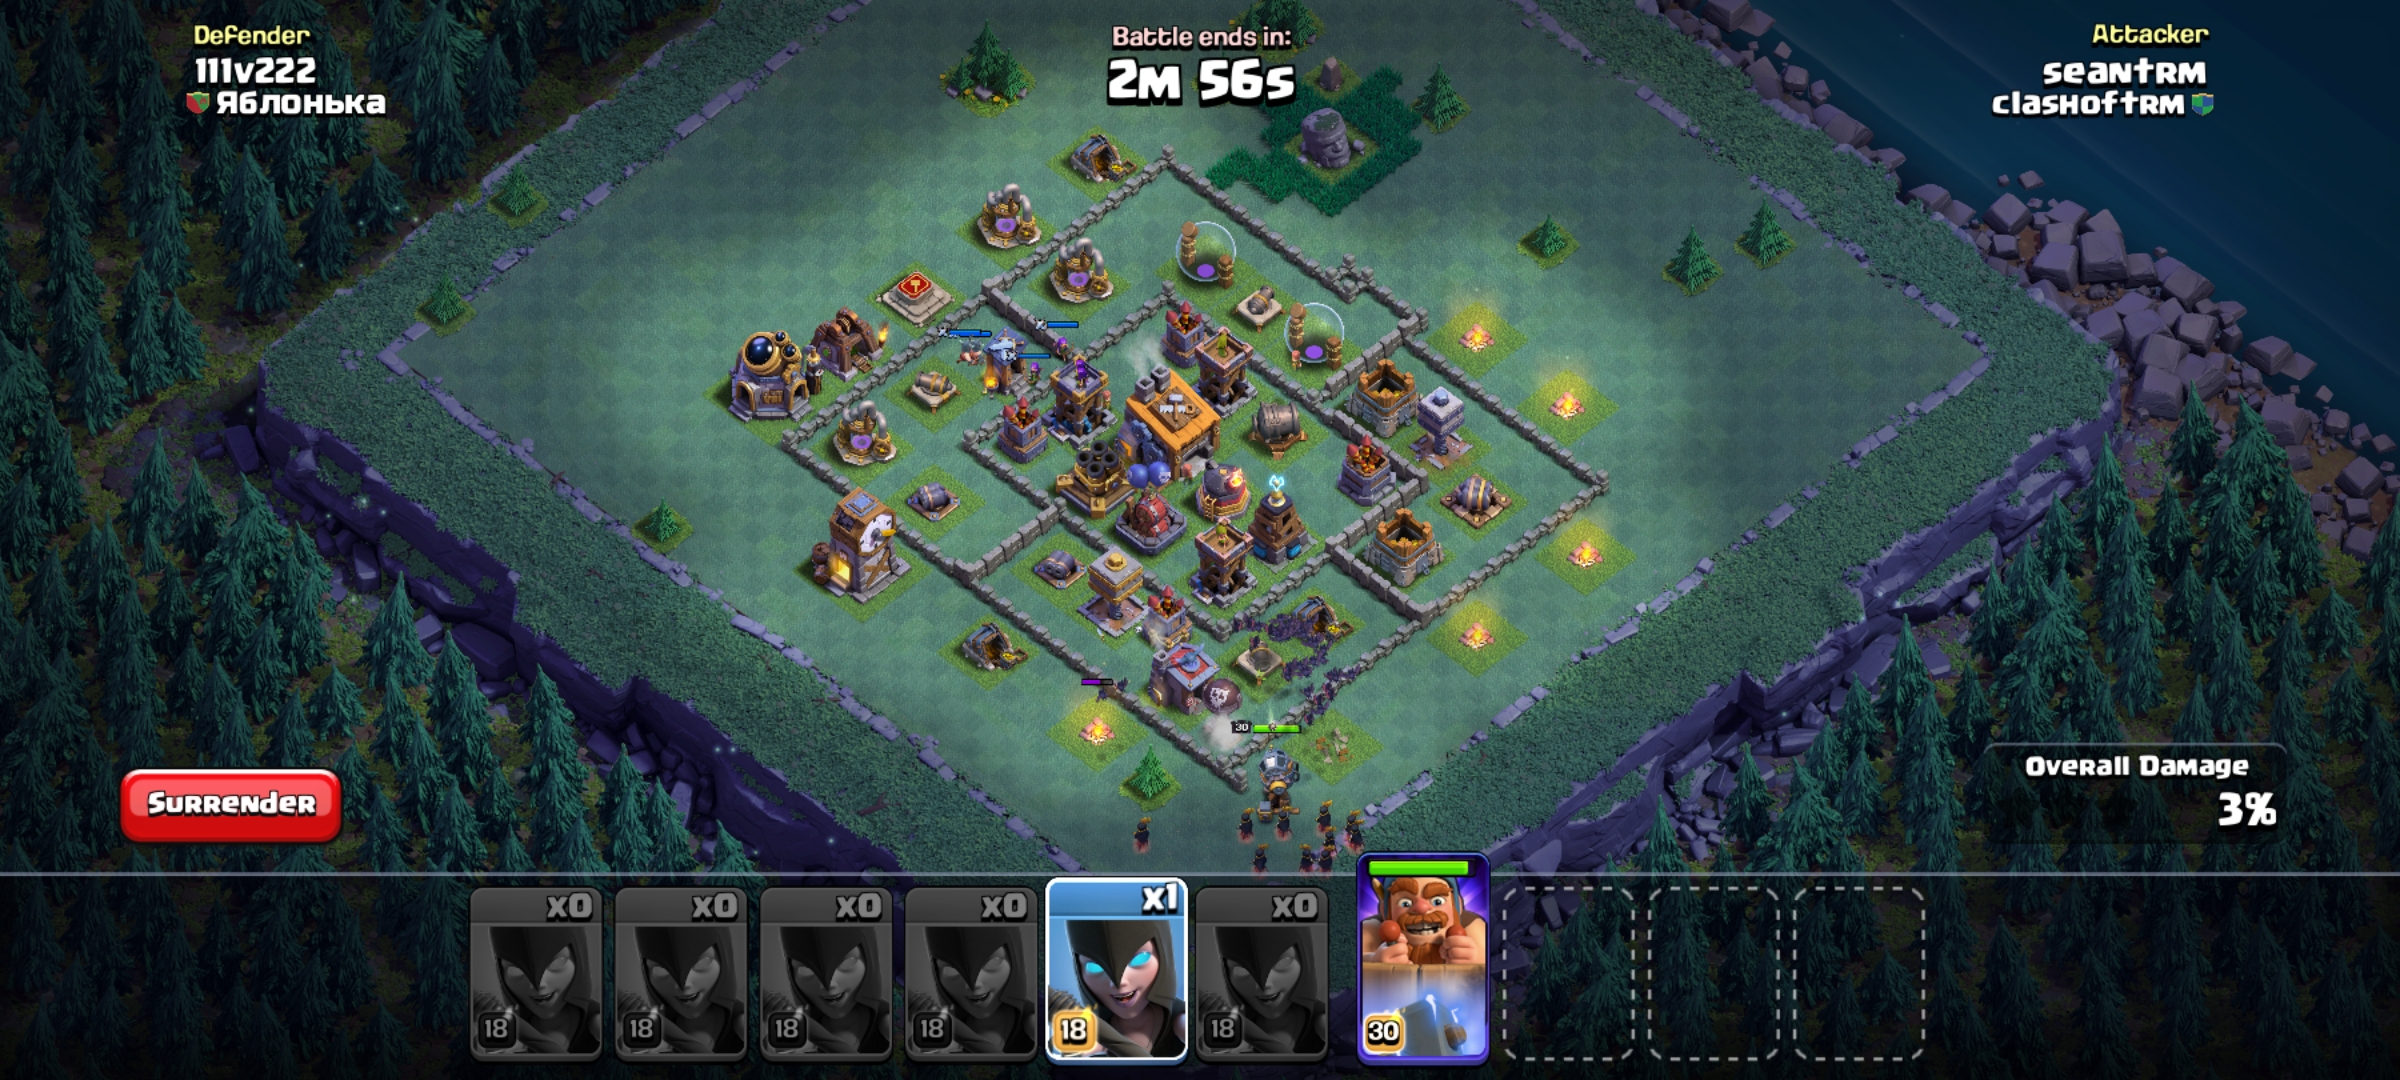 Defender
111v222
Яблонька
Battle ends in:
2m 56s
Attacker
seantrm
clashoftrm
30
Surrender
Overall Damage
3%
x0
x0
x0
x0
x1
x0
18
18
18
18
18
18
30